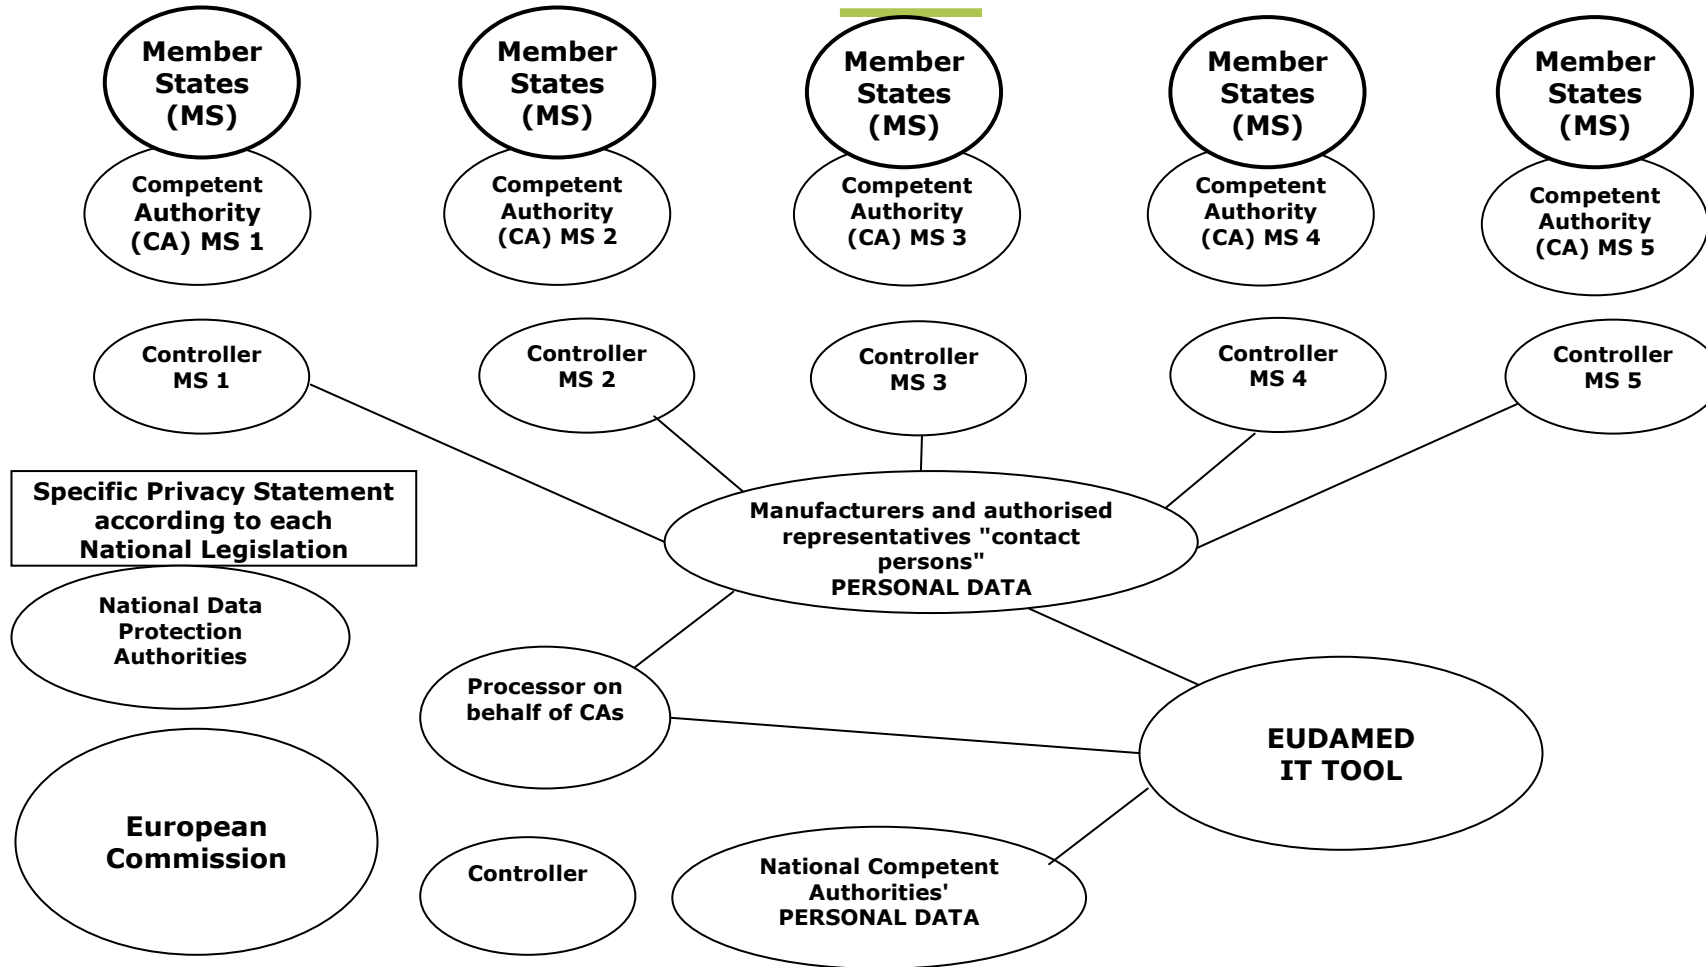 Member
States
(MS)
Member
States
(MS)
Member
States
(MS)
Member
States
(MS)
Member
States
(MS)
Competent
Authority
(CA) MS 1
Competent
Authority
(CA) MS 2
Competent
Authority
(CA) MS 3
Competent
Authority
(CA) MS 4
Competent
Authority
(CA) MS 5
Controller
MS 1
Controller
MS 2
Controller
MS 3
Controller
MS 4
Controller
MS 5
Specific Privacy Statement
according to each
National Legislation
Manufacturers and authorised
representatives "contact
persons"
PERSONAL DATA
National Data
Protection
Authorities
Processor on
behalf of CAs
EUDAMED
IT TOOL
European
Commission
Controller
National Competent
Authorities'
PERSONAL DATA